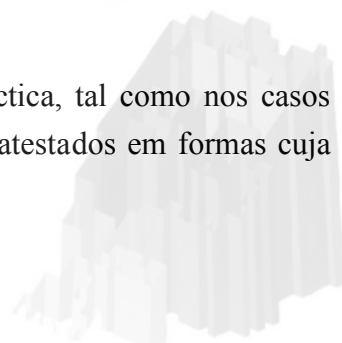 ctica, tal como nos casos
atestados em formas cuja